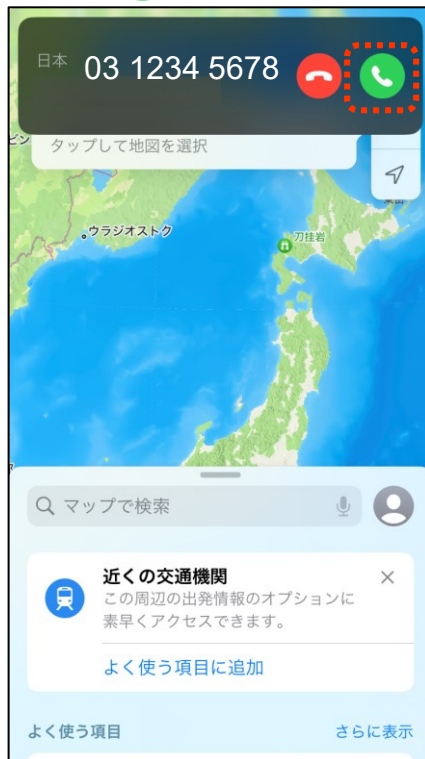 日本 03 1234 5678
タップして地図を選択
ウラジオストク
刀掛岩
近くの交通機関
この周辺の出発情報のオプションに
素早くアクセスできます。
よく使う項目に追加
マップで検索
よく使う項目 さらに表示